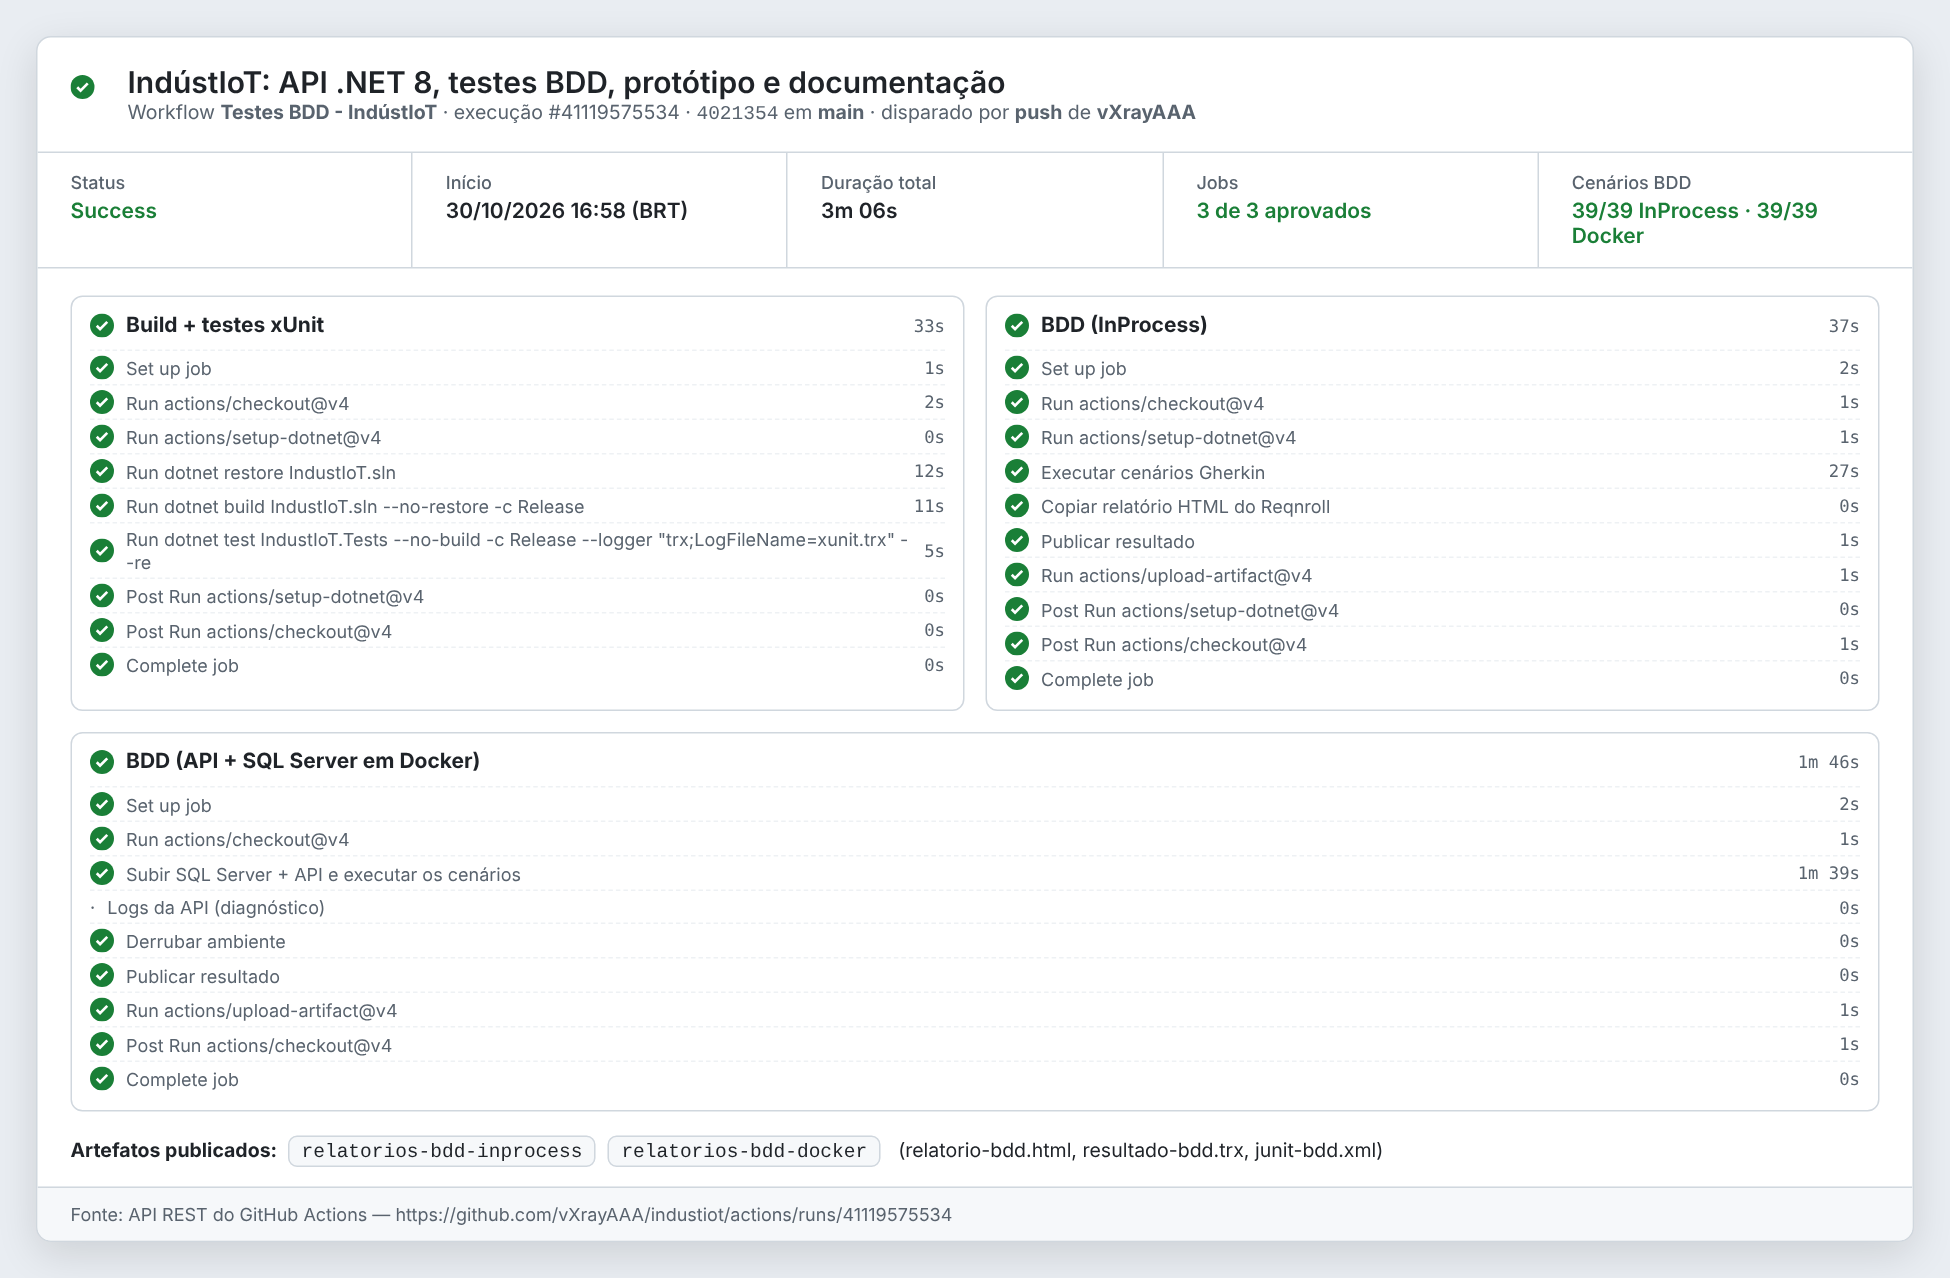 IndústIoT: API .NET 8, testes BDD, protótipo e documentação
Workflow Testes BDD - IndústIoT · execução #41119575534 · 4021354 em main · disparado por push de vXrayAAA
Status
Success
Início
30/10/2026 16:58 (BRT)
Duração total
3m 06s
Jobs
3 de 3 aprovados
Cenários BDD
39/39 InProcess · 39/39
Docker
Build + testes xUnit 33s
Set up job 1s
Run actions/checkout@v4 2s
Run actions/setup-dotnet@v4 0s
Run dotnet restore IndustIoT.sln 12s
Run dotnet build IndustIoT.sln --no-restore -c Release 11s
Run dotnet test IndustIoT.Tests --no-build -c Release --logger "trx;LogFileName=xunit.trx" -
-re 5s
Post Run actions/setup-dotnet@v4 0s
Post Run actions/checkout@v4 0s
Complete job 0s
BDD (InProcess) 37s
Set up job 2s
Run actions/checkout@v4 1s
Run actions/setup-dotnet@v4 1s
Executar cenários Gherkin 27s
Copiar relatório HTML do Reqnroll 0s
Publicar resultado 1s
Run actions/upload-artifact@v4 1s
Post Run actions/setup-dotnet@v4 0s
Post Run actions/checkout@v4 1s
Complete job 0s
BDD (API + SQL Server em Docker) 1m 46s
Set up job 2s
Run actions/checkout@v4 1s
Subir SQL Server + API e executar os cenários 1m 39s
· Logs da API (diagnóstico) 0s
Derrubar ambiente 0s
Publicar resultado 0s
Run actions/upload-artifact@v4 1s
Post Run actions/checkout@v4 1s
Complete job 0s
Artefatos publicados: relatorios-bdd-inprocess relatorios-bdd-docker (relatorio-bdd.html, resultado-bdd.trx, junit-bdd.xml)
Fonte: API REST do GitHub Actions — https://github.com/vXrayAAA/industiot/actions/runs/41119575534